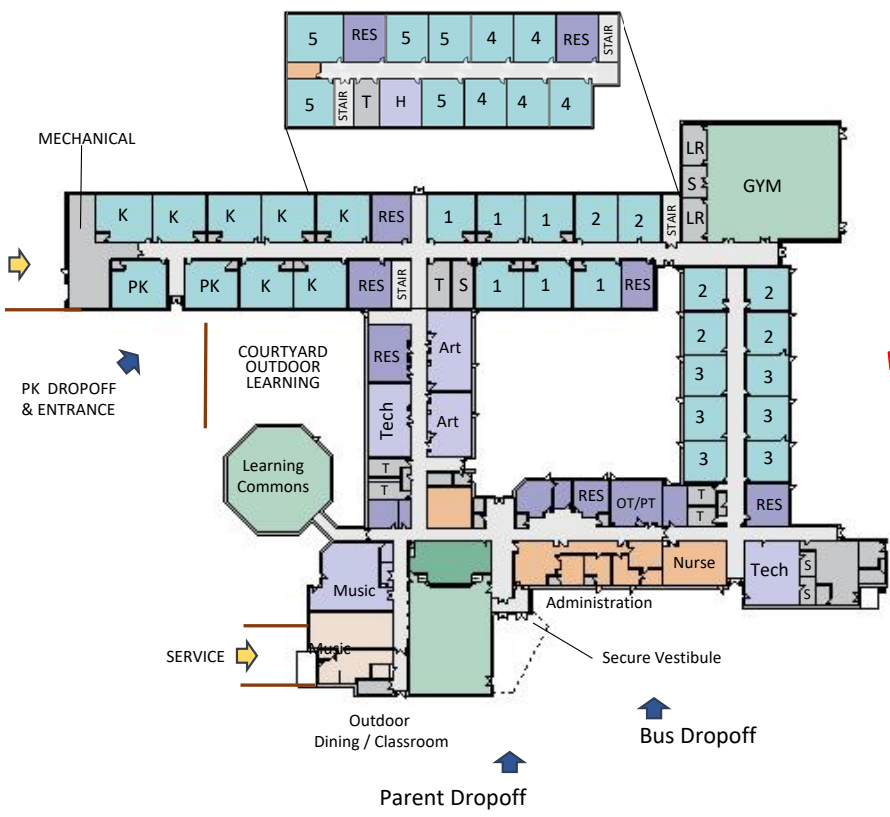 5 RES 5 5 4 4 RES STAIR
5 STAIR T H 5 4 4 4
MECHANICAL
LR
S
LR
GYM
K K K K K RES 1 1 1 2 2 STAIR
PK PK K K RES STAIR T S 1 1 1 RES
2 2
2 2
3 3
3 3
3 3
RES Art
COURTYARD
OUTDOOR
LEARNING
PK DROPOFF
& ENTRANCE
Tech Art
Learning
Commons
T
T
RES OT/PT T
T
RES
Music
Nurse
Tech
S
S
Administration
Music
SERVICE
Secure Vestibule
Outdoor
Dining / Classroom
Bus Dropoff
Parent Dropoff